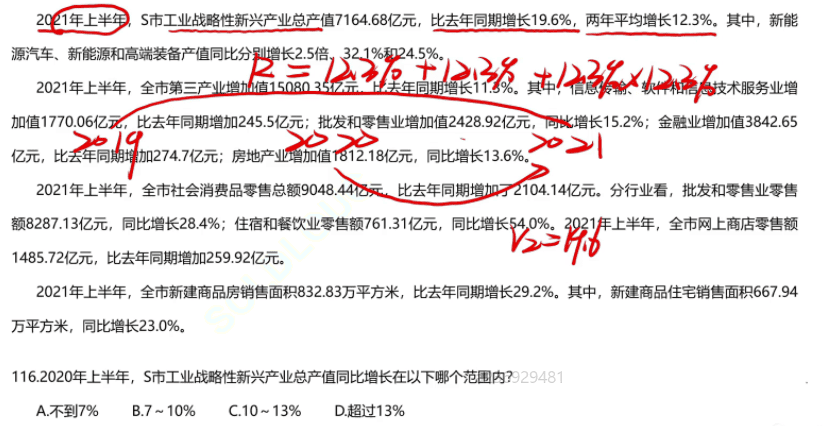 2021年上半年，S市工业战略性新兴产业总产值7164.68亿元，比去年同期增长19.6%，两年平均增长12.3%。其中，新能
源汽车、新能源和高端装备产值同比分别增长2.5倍、32.1%和24.5%。
R = 12.3% + 12.3% + 12.3% × 12.3%
2021年上半年，全市第三产业增加值15080.35亿元，比去年同期增长11.3%。其中，信息传输、软件和信息技术服务业增
加值1770.06亿元，比去年同期增加245.5亿元；批发和零售业增加值2428.92亿元，同比增长15.2%；金融业增加值3842.65
2019 2020 2021
亿元，比去年同期增加274.7亿元；房地产业增加值1812.18亿元，同比增长13.6%。
2021年上半年，全市社会消费品零售总额9048.44亿元，比去年同期增加了2104.14亿元。分行业看，批发和零售业零售
额8287.13亿元，同比增长28.4%；住宿和餐饮业零售额761.31亿元，同比增长54.0%。2021年上半年，全市网上商店零售额
r2=19.6
1485.72亿元，比去年同期增加259.92亿元。
2021年上半年，全市新建商品房销售面积832.83万平方米，比去年同期增长29.2%。其中，新建商品住宅销售面积667.94
万平方米，同比增长23.0%。
116.2020年上半年，S市工业战略性新兴产业总产值同比增长在以下哪个范围内?929481
A.不到7% B.7～10% C.10～13% D.超过13%